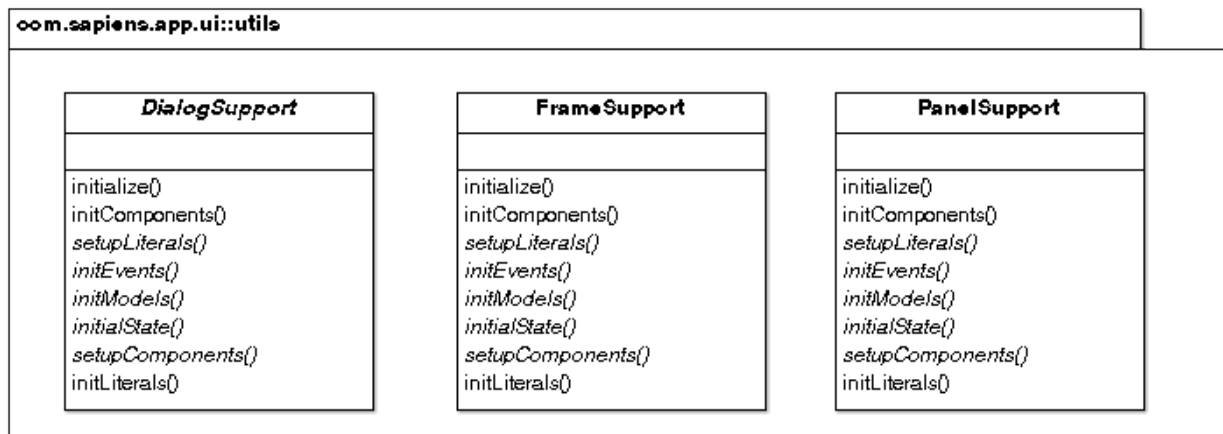 com.sapiens.app.ui::utils
DialogSupport
initialize()
initComponents()
setupLiterals()
initEvents()
initModels()
initialState()
setupComponents()
initLiterals()
FrameSupport
initialize()
initComponents()
setupLiterals()
initEvents()
initModels()
initialState()
setupComponents()
initLiterals()
PanelSupport
initialize()
initComponents()
setupLiterals()
initEvents()
initModels()
initialState()
setupComponents()
initLiterals()